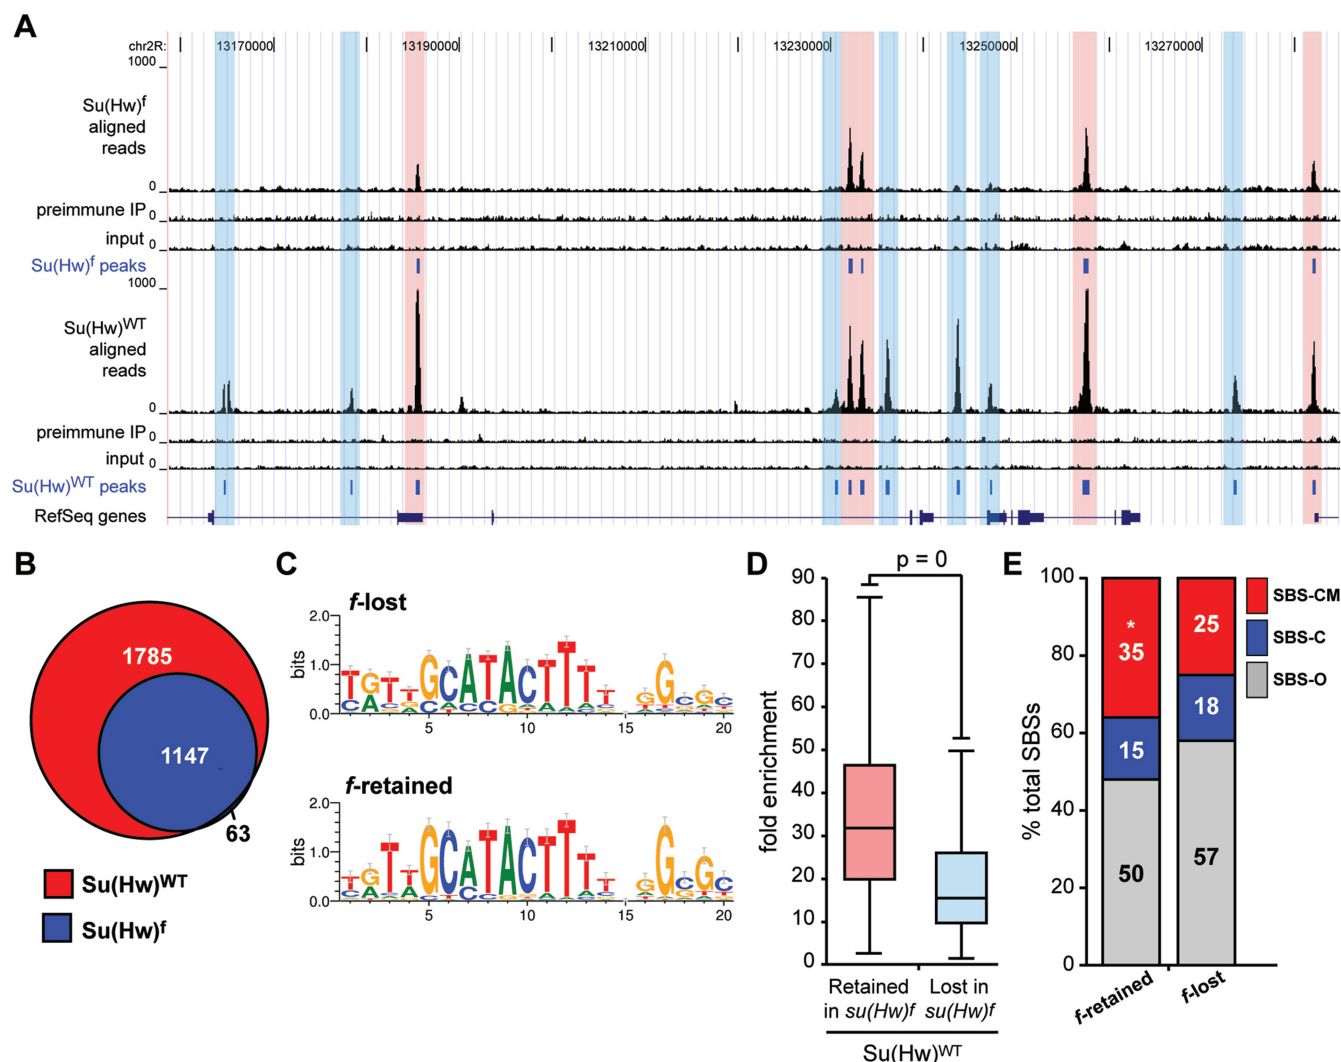 A
chr2R: 13170000 13190000 13210000 13230000 13250000 13270000
1000
Su(Hw)f
aligned
reads
0
preimmune IP 0
input 0
Su(Hw)f peaks
1000
Su(Hw)WT
aligned
reads
0
preimmune IP 0
input 0
Su(Hw)WT peaks
RefSeq genes
B
1785
1147
63
Su(Hw)WT
Su(Hw)f
C
f-lost
2.0
1.0
0.0
bits
5 10 15 20
f-retained
2.0
1.0
0.0
bits
5 10 15 20
D
p = 0
fold enrichment
90
80
70
60
50
40
30
20
10
0
Retained
in su(Hw)f
Lost in
su(Hw)f
Su(Hw)WT
E
% total SBSs
100
80
60
40
20
0
*
35
15
50
25
18
57
f-retained
f-lost
SBS-CM
SBS-C
SBS-O